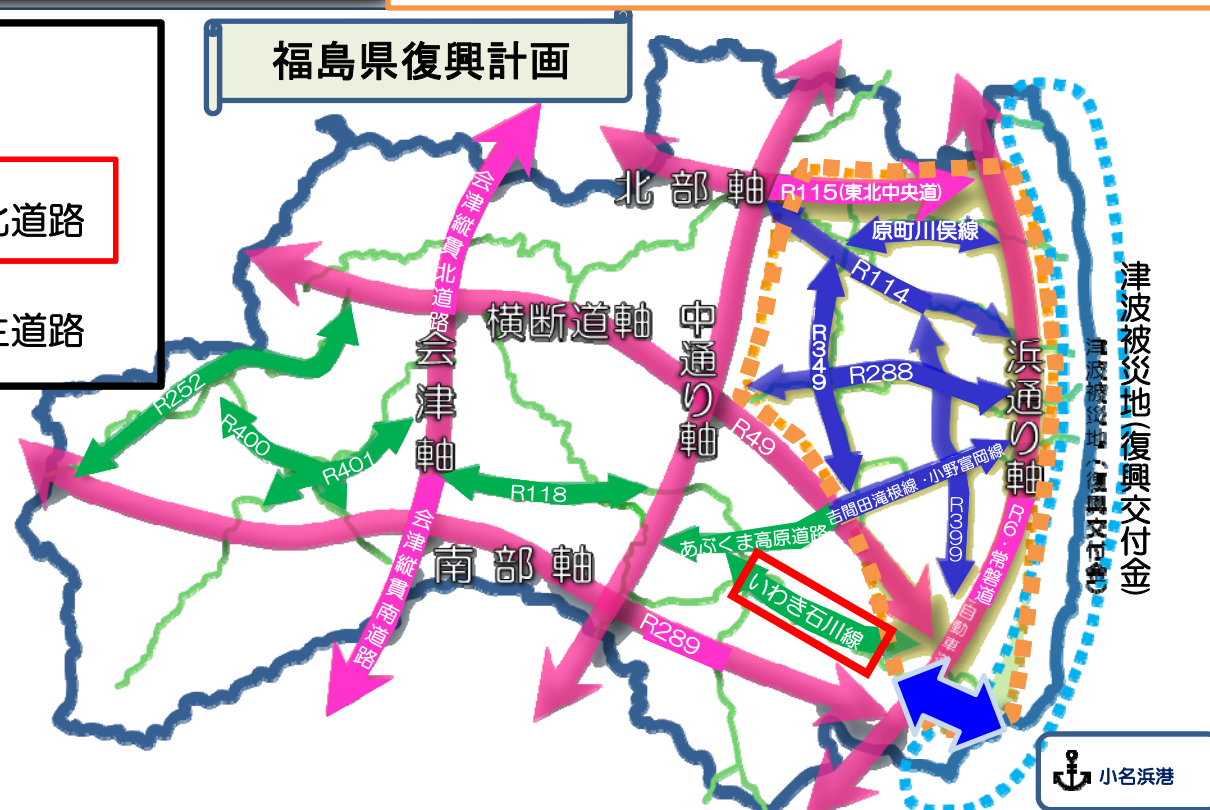 福島県復興計画
北道路
生道路
北部軸
R115(東北中央道)
原町川俣線
R114
会津縦貫北道路
横断道軸
中通り軸
R349
R288
浜通り軸
津波被災地(復興交付金)
津波被災地(復興交付金)
R252
R400
R401
会津軸
R49
R118
吉間田滝根線・小野富岡線
R399
あぶくま高原道路
R6・常磐道
自動車道
南部軸
会津縦貫南道路
いわき石川線
R289
小名浜港